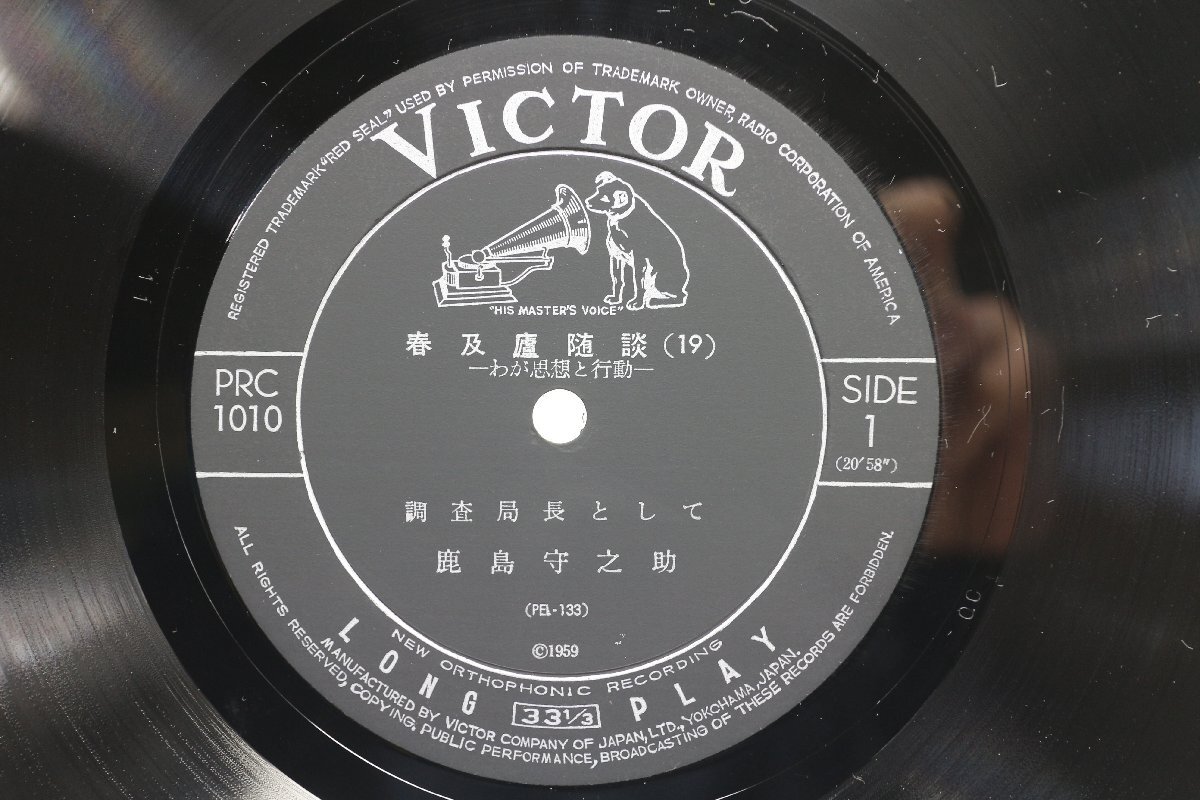 REGISTERED TRADEMARK "RED SEAL" USED BY PERMISSION OF TRADEMARK OWNER, RADIO CORPORATION OF AMERICA
VICTOR
"HIS MASTER'S VOICE"
春及廬随談(19)
—わが思想と行動—
PRC
1010
SIDE
1
(20′58″)
調査局長として
鹿島守之助
(PEL-133)
©1959
NEW ORTHOPHONIC RECORDING
LONG 33⅓ PLAY
MANUFACTURED BY VICTOR COMPANY OF JAPAN, LTD., YOKOHAMA, JAPAN.
ALL RIGHTS RESERVED, COPYING, PUBLIC PERFORMANCE, BROADCASTING OF THESE RECORDS ARE FORBIDDEN.